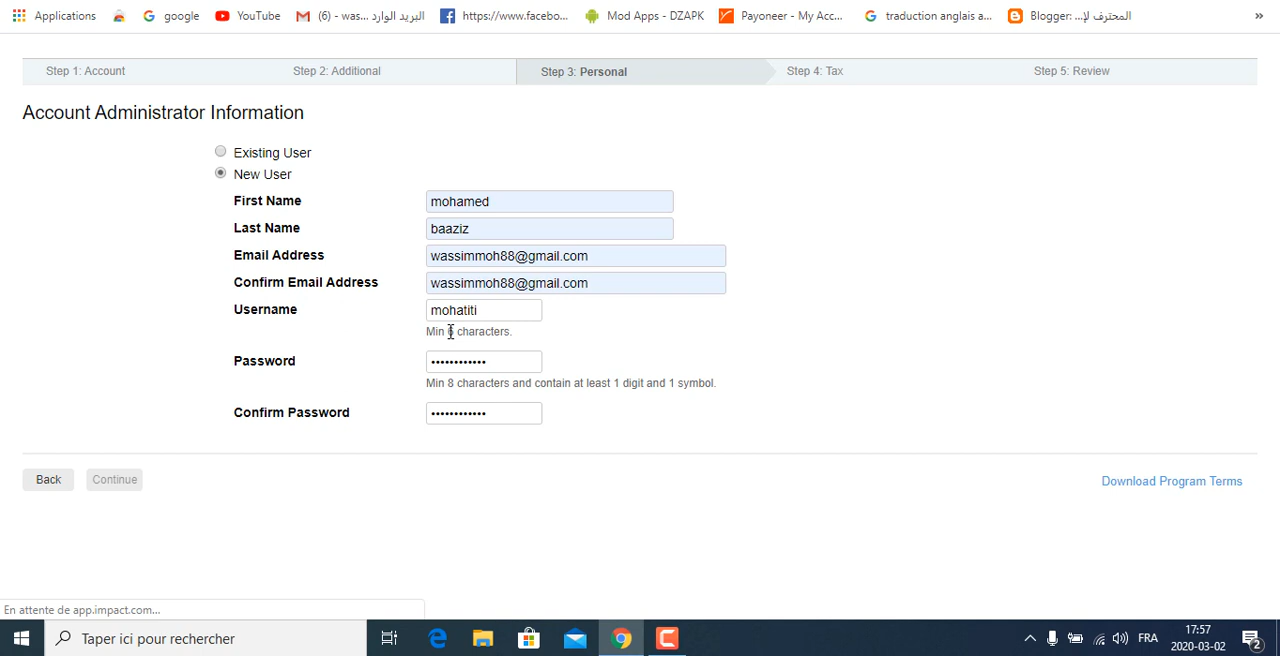 Applications google YouTube (6) - was... البريد الوارد https://www.facebo... Mod Apps - DZAPK Payoneer - My Acc... traduction anglais a... Blogger: ...المحترف لإ »
Step 1: Account Step 2: Additional Step 3: Personal Step 4: Tax Step 5: Review
Account Administrator Information
Existing User
New User
First Name mohamed
Last Name baaziz
Email Address wassimmoh88@gmail.com
Confirm Email Address wassimmoh88@gmail.com
Username mohatiti
Min 6 characters.
Password ••••••••••••
Min 8 characters and contain at least 1 digit and 1 symbol.
Confirm Password ••••••••••••
Back Continue Download Program Terms
En attente de app.impact.com...
Taper ici pour rechercher FRA 17:57
2020-03-02 2